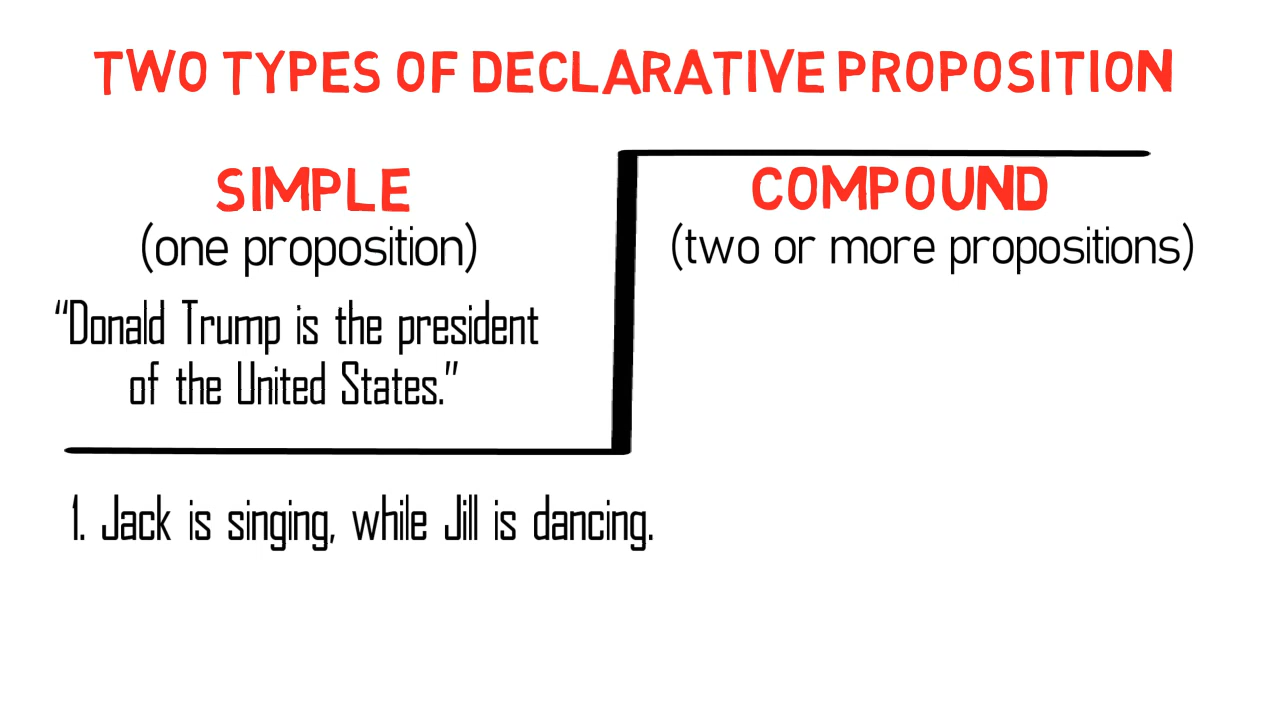 TWO TYPES OF DECLARATIVE PROPOSITION
SIMPLE
(one proposition)
“Donald Trump is the president
of the United States.”
COMPOUND
(two or more propositions)
1. Jack is singing, while Jill is dancing.